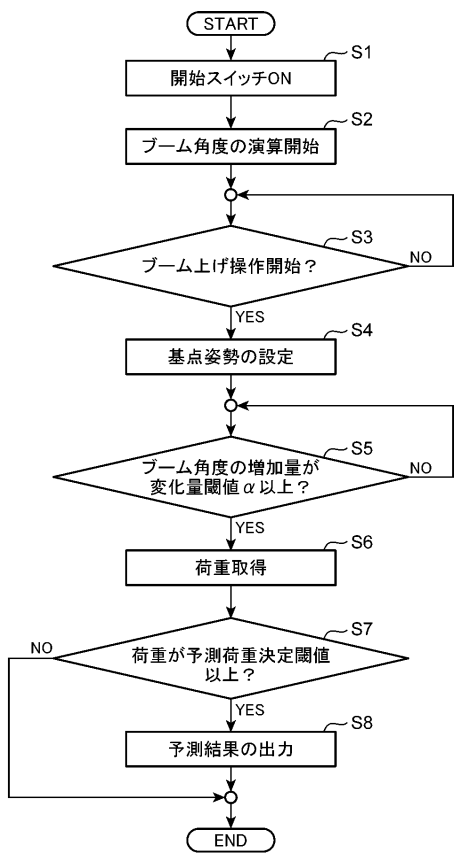 START
S1
開始スイッチON
S2
ブーム角度の演算開始
S3
ブーム上げ操作開始？
NO
YES
S4
基点姿勢の設定
S5
ブーム角度の増加量が
変化量閾値α以上？
NO
YES
S6
荷重取得
S7
NO
荷重が予測荷重決定閾値
以上？
YES
S8
予測結果の出力
END